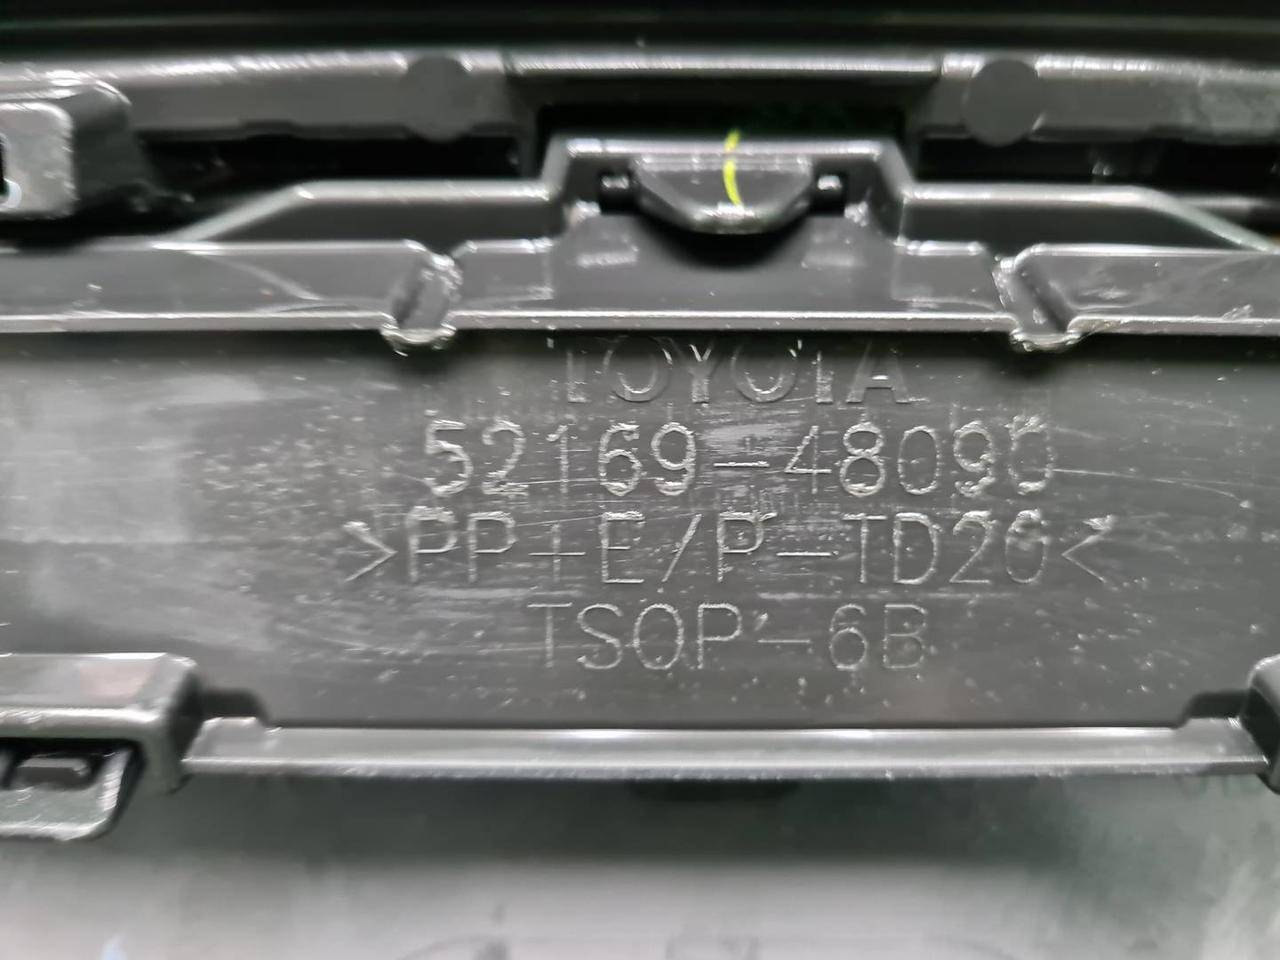 TOYOTA
52169-48090
>PP+E/P-TD20<
TSOP-6B